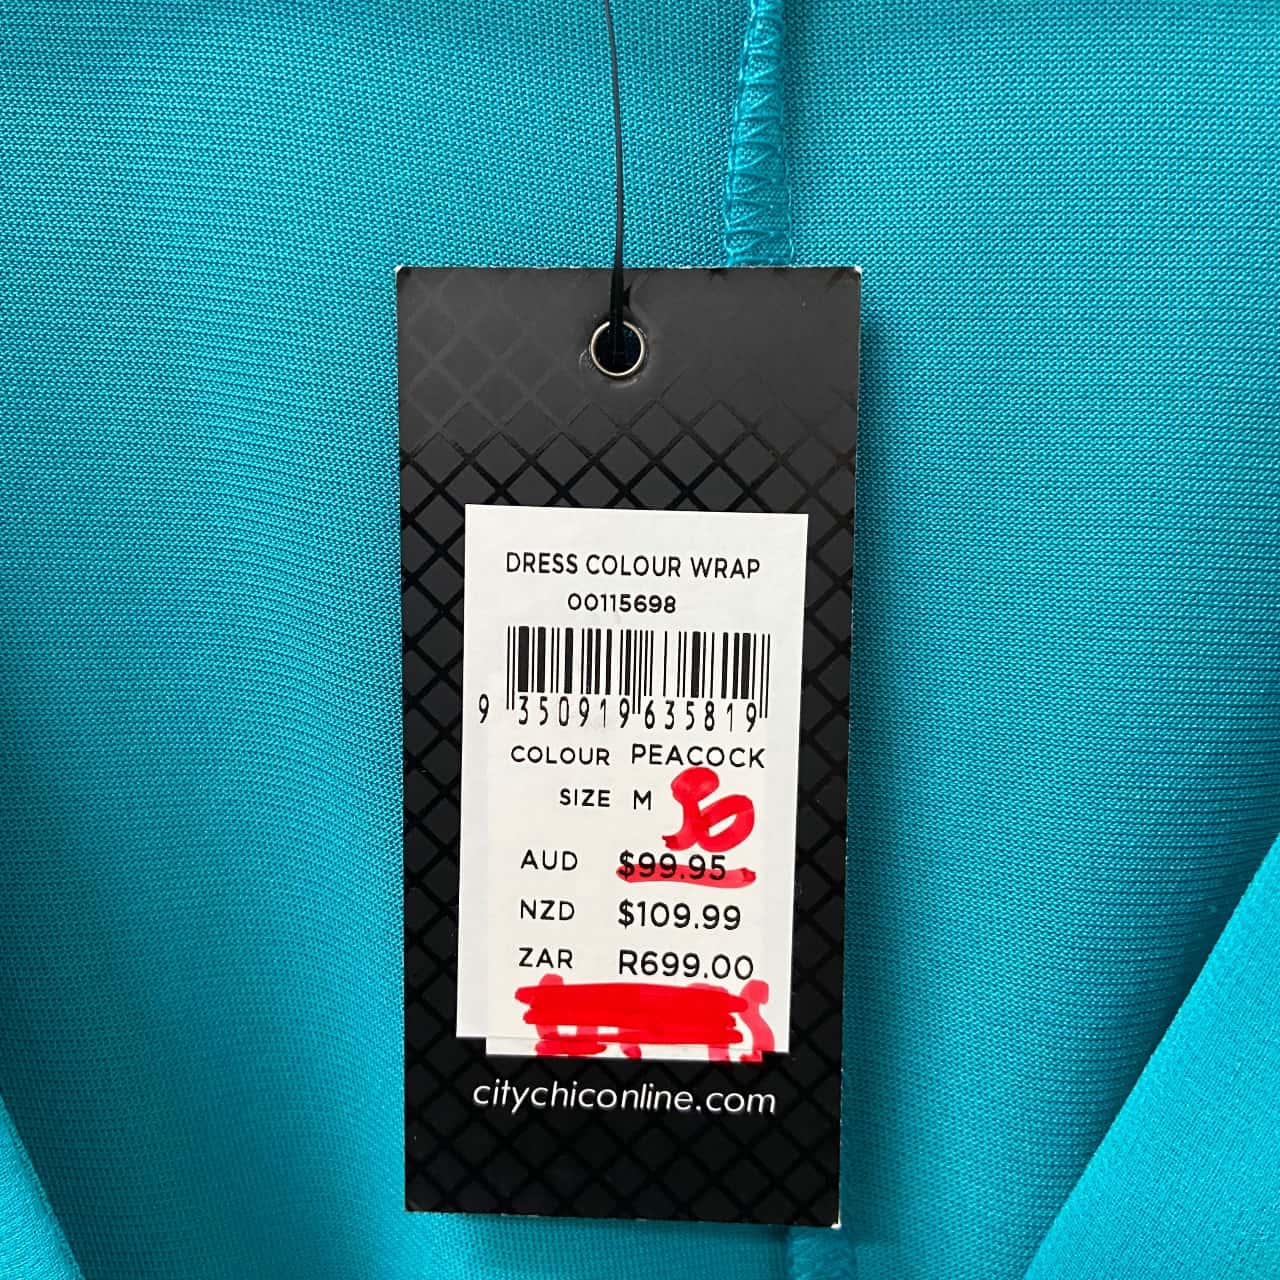 DRESS COLOUR WRAP
00115698
9 350919 635819
COLOUR PEACOCK
SIZE M
AUD $99.95
NZD $109.99
ZAR R699.00
citychiconline.com